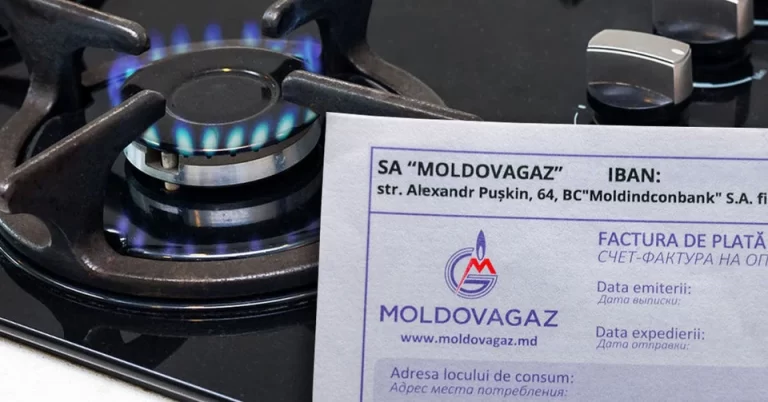 SA “MOLDOVAGAZ” IBAN:
str. Alexandr Pușkin, 64, BC"Moldindconbank" S.A. fi
FACTURA DE PLATĂ
СЧЕТ-ФАКТУРА НА ОП
MOLDOVAGAZ
www.moldovagaz.md
Data emiterii:
Дата выписки:
Data expedierii:
Дата отправки:
Adresa locului de consum:
Адрес места потребления: